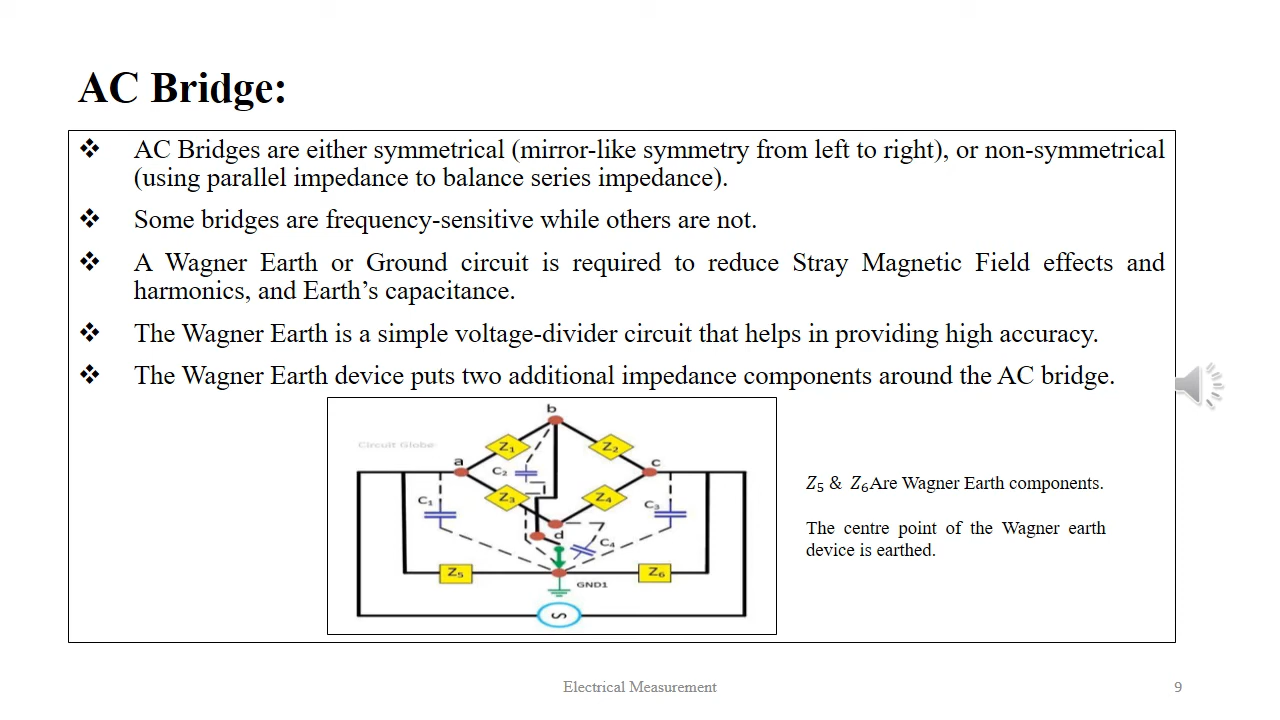 AC Bridge:
❖ AC Bridges are either symmetrical (mirror-like symmetry from left to right), or non-symmetrical
(using parallel impedance to balance series impedance).
❖ Some bridges are frequency-sensitive while others are not.
❖ A Wagner Earth or Ground circuit is required to reduce Stray Magnetic Field effects and
harmonics, and Earth's capacitance.
❖ The Wagner Earth is a simple voltage-divider circuit that helps in providing high accuracy.
❖ The Wagner Earth device puts two additional impedance components around the AC bridge.
b
Circuit Globe
Z₁
Z₂
a
c
C₂
Z₃
Z₄
C₁
C₃
d
C₄
Z₅
Z₆
GND1
S
Z₅ & Z₆Are Wagner Earth components.
The centre point of the Wagner earth
device is earthed.
Electrical Measurement
9